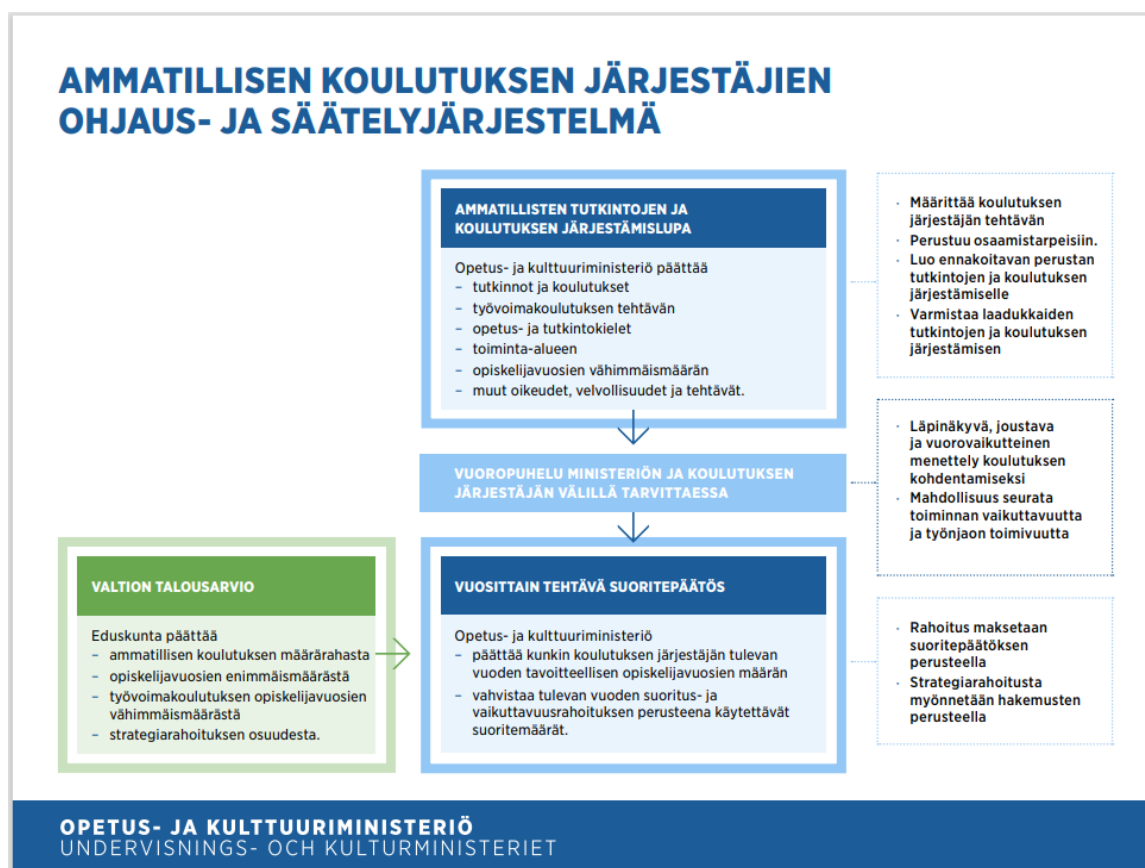 AMMATILLISEN KOULUTUKSEN JÄRJESTÄJIEN
OHJAUS- JA SÄÄTELYJÄRJESTELMÄ
AMMATILLISTEN TUTKINTOJEN JA
KOULUTUKSEN JÄRJESTÄMISLUPA
Opetus- ja kulttuuriministeriö päättää
– tutkinnot ja koulutukset
– työvoimakoulutuksen tehtävän
– opetus- ja tutkintokielet
– toiminta-alueen
– opiskelijavuosien vähimmäismäärän
– muut oikeudet, velvollisuudet ja tehtävät.
· Määrittää koulutuksen
järjestäjän tehtävän
· Perustuu osaamistarpeisiin.
· Luo ennakoitavan perustan
tutkintojen ja koulutuksen
järjestämiselle
· Varmistaa laadukkaiden
tutkintojen ja koulutuksen
järjestämisen
VUOROPUHELU MINISTERIÖN JA KOULUTUKSEN
JÄRJESTÄJÄN VÄLILLÄ TARVITTAESSA
· Läpinäkyvä, joustava
ja vuorovaikutteinen
menettely koulutuksen
kohdentamiseksi
· Mahdollisuus seurata
toiminnan vaikuttavuutta
ja työnjaon toimivuutta
VALTION TALOUSARVIO
Eduskunta päättää
– ammatillisen koulutuksen määrärahasta
– opiskelijavuosien enimmäismäärästä
– työvoimakoulutuksen opiskelijavuosien
vähimmäismäärästä
– strategiarahoituksen osuudesta.
VUOSITTAIN TEHTÄVÄ SUORITEPÄÄTÖS
Opetus- ja kulttuuriministeriö
– päättää kunkin koulutuksen järjestäjän tulevan
vuoden tavoitteellisen opiskelijavuosien määrän
– vahvistaa tulevan vuoden suoritus- ja
vaikuttavuusrahoituksen perusteena käytettävät
suoritemäärät.
· Rahoitus maksetaan
suoritepäätöksen
perusteella
· Strategiarahoitusta
myönnetään hakemusten
perusteella
OPETUS- JA KULTTUURIMINISTERIÖ
UNDERVISNINGS- OCH KULTURMINISTERIET